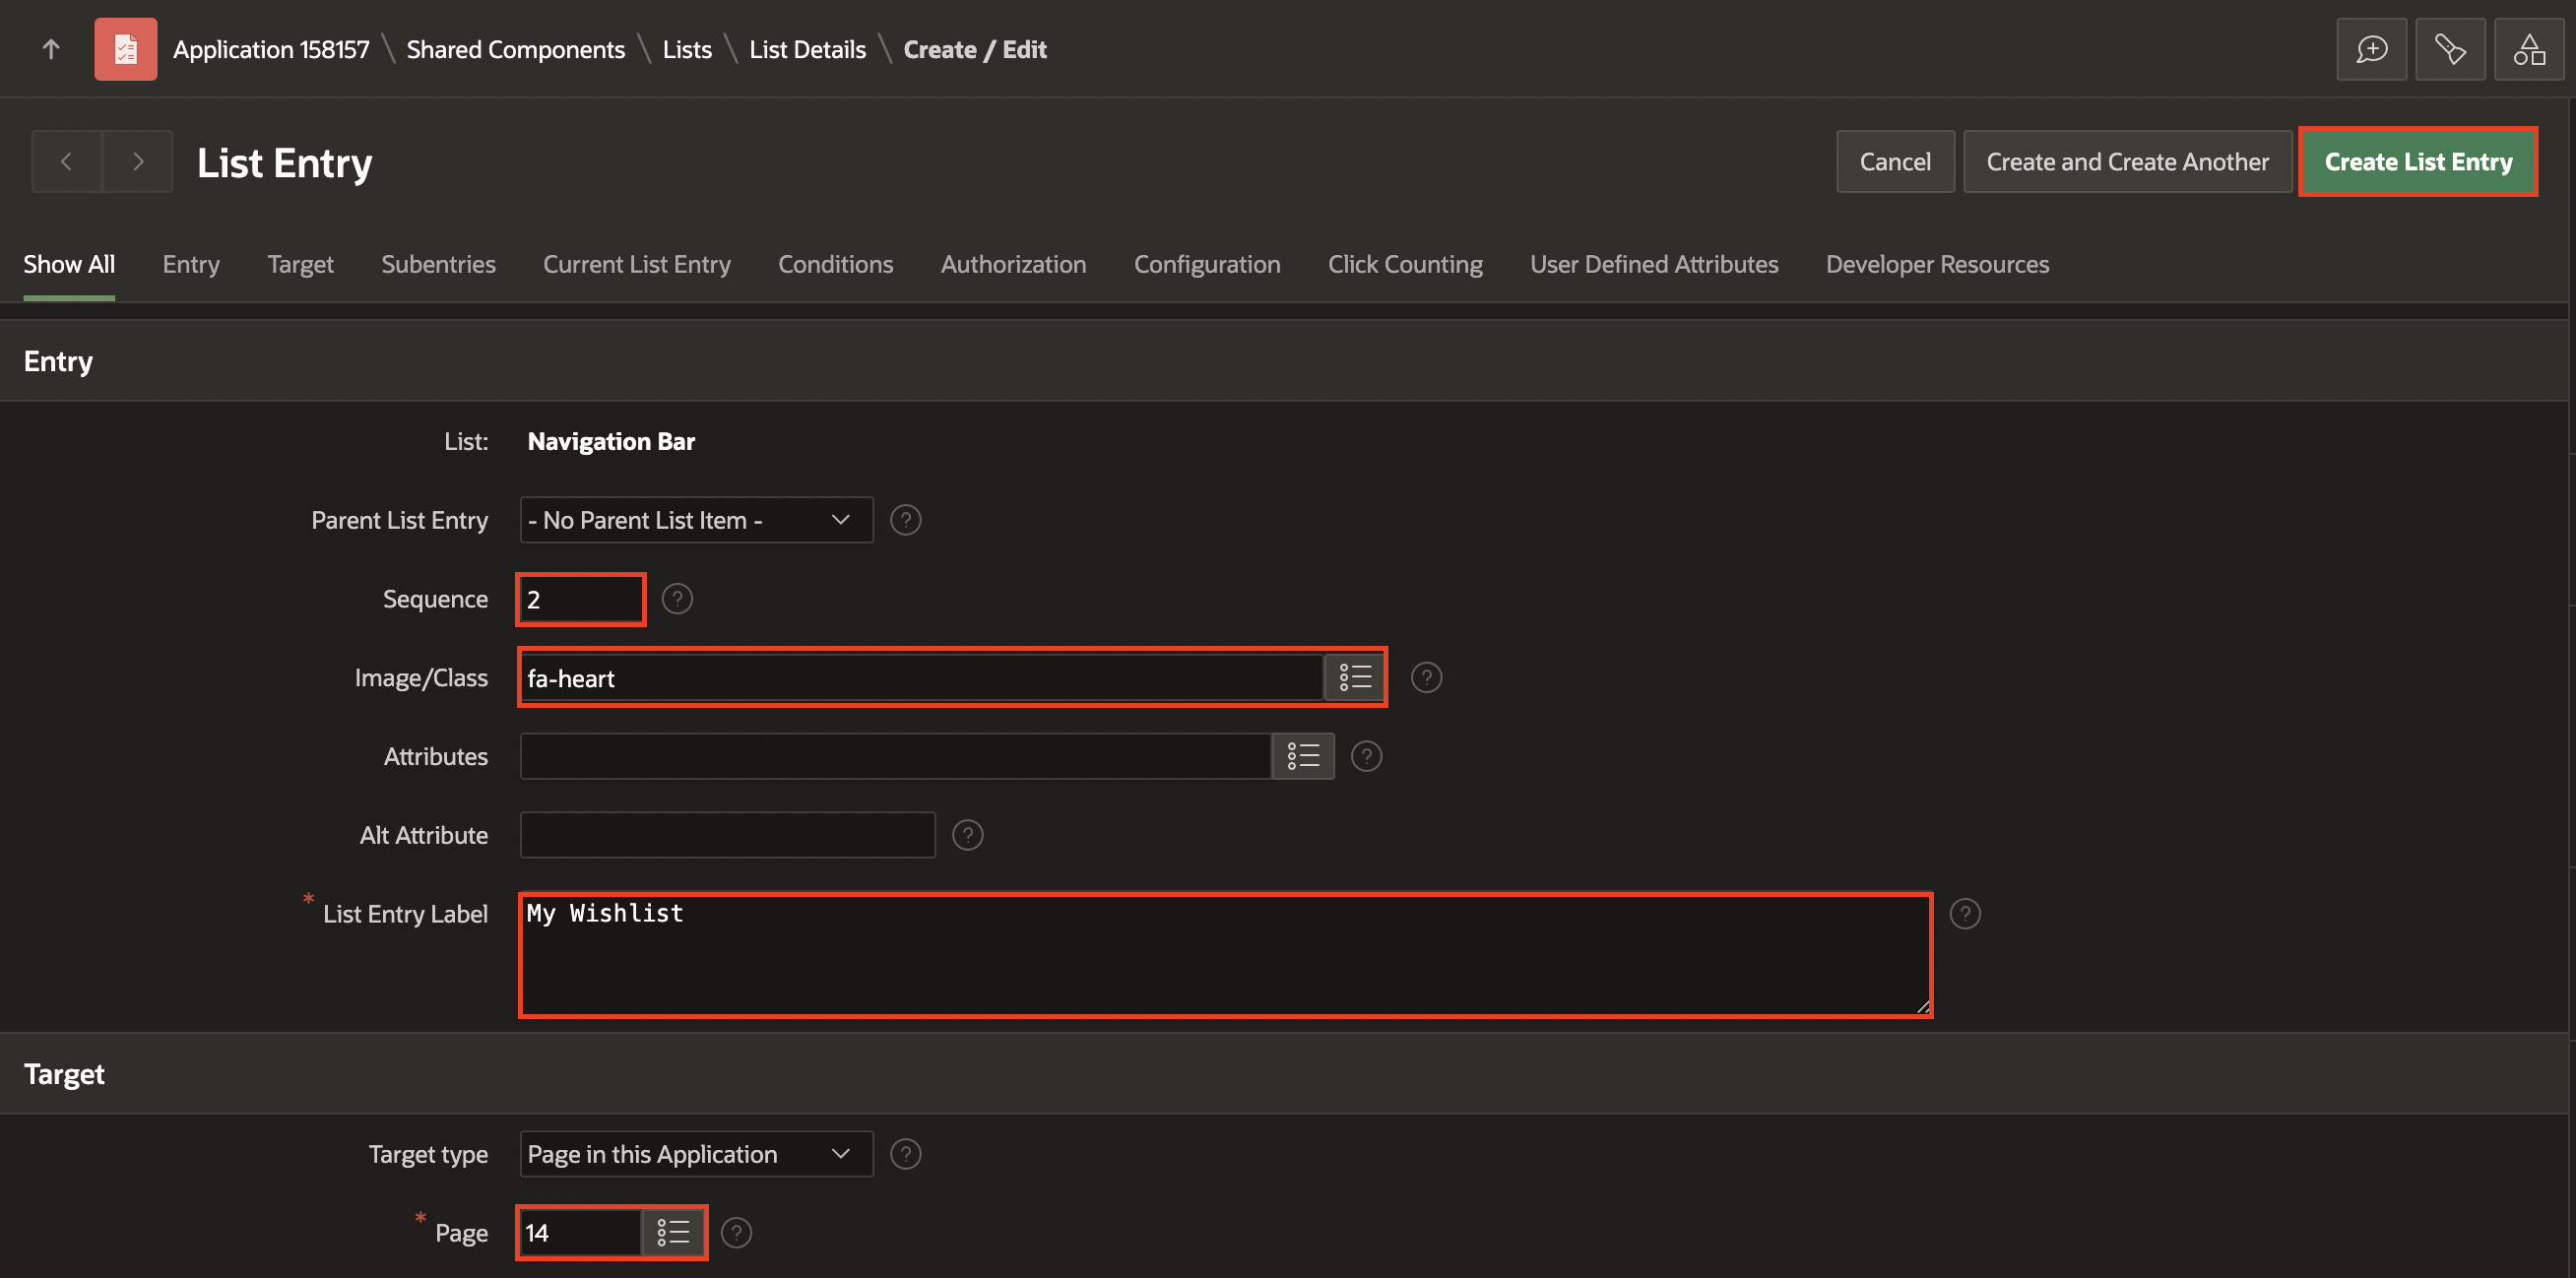 Application 158157 \ Shared Components \ Lists \ List Details \ Create / Edit
List Entry
Cancel
Create and Create Another
Create List Entry
Show All Entry Target Subentries Current List Entry Conditions Authorization Configuration Click Counting User Defined Attributes Developer Resources
Entry
List: Navigation Bar
Parent List Entry - No Parent List Item - ?
Sequence 2 ?
Image/Class fa-heart ?
Attributes ?
Alt Attribute ?
* List Entry Label My Wishlist ?
Target
Target type Page in this Application ?
* Page 14 ?